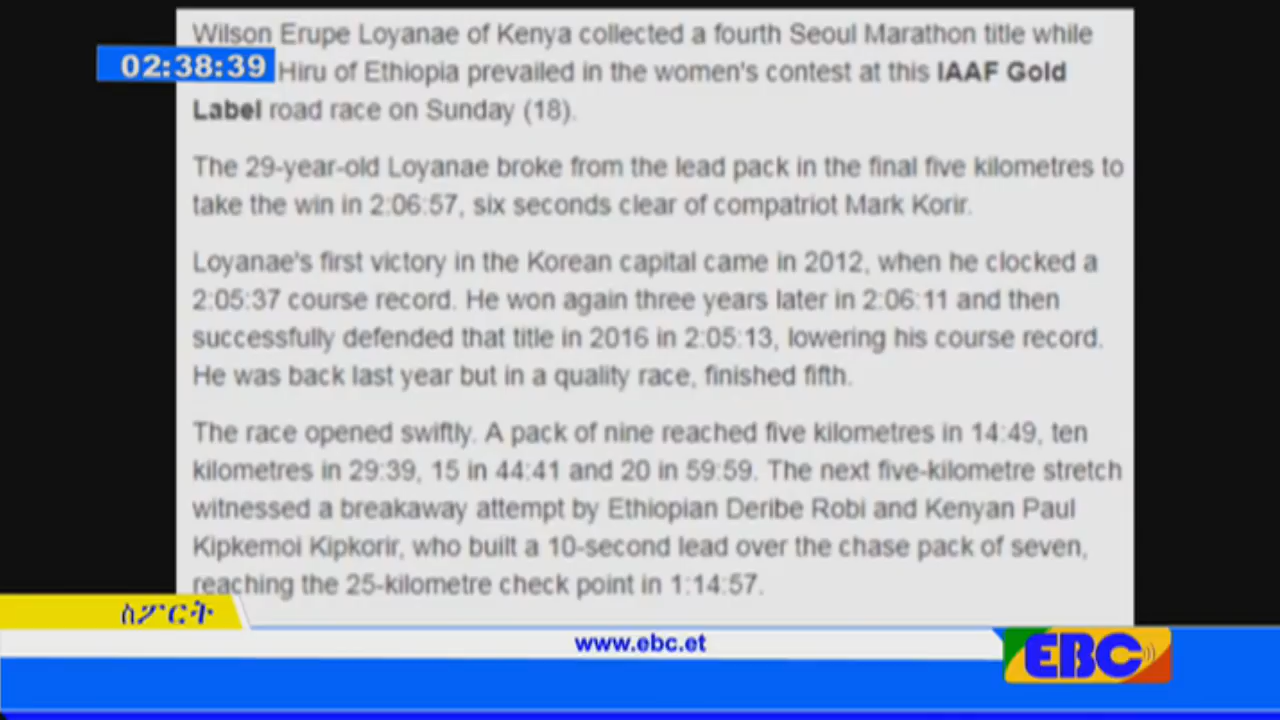 Wilson Erupe Loyanae of Kenya collected a fourth Seoul Marathon title while
02:38:39
Hiru of Ethiopia prevailed in the women's contest at this IAAF Gold
Label road race on Sunday (18).
The 29-year-old Loyanae broke from the lead pack in the final five kilometres to
take the win in 2:06:57, six seconds clear of compatriot Mark Korir.
Loyanae's first victory in the Korean capital came in 2012, when he clocked a
2:05:37 course record. He won again three years later in 2:06:11 and then
successfully defended that title in 2016 in 2:05:13, lowering his course record.
He was back last year but in a quality race, finished fifth.
The race opened swiftly. A pack of nine reached five kilometres in 14:49, ten
kilometres in 29:39, 15 in 44:41 and 20 in 59:59. The next five-kilometre stretch
witnessed a breakaway attempt by Ethiopian Deribe Robi and Kenyan Paul
Kipkemoi Kipkorir, who built a 10-second lead over the chase pack of seven,
reaching the 25-kilometre check point in 1:14:57.
ስፖርት
www.ebc.et
EBC